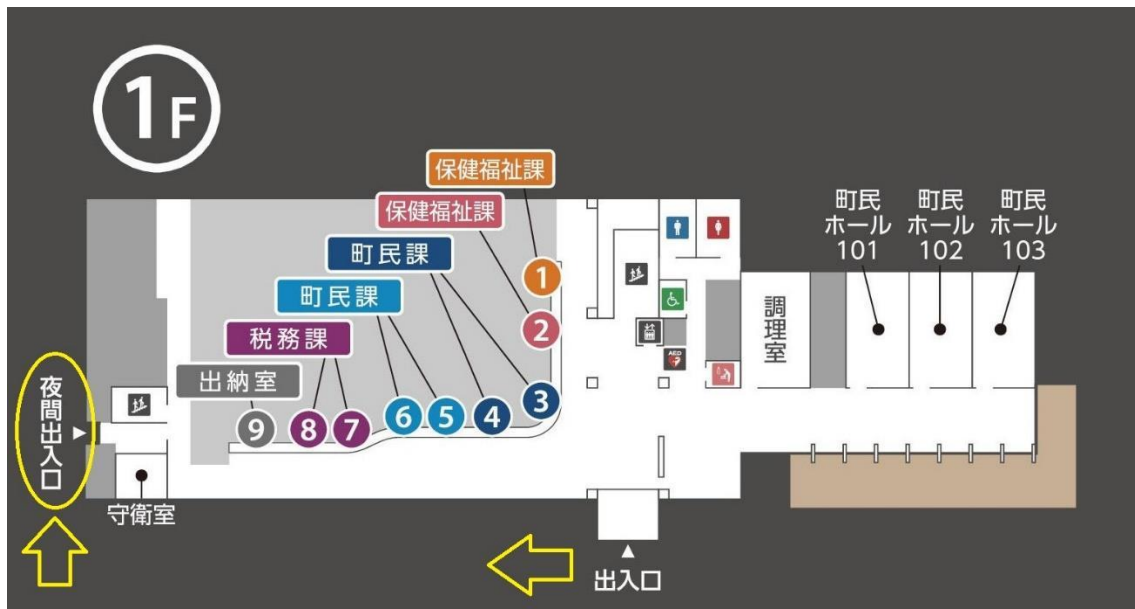 1F
保健福祉課
保健福祉課
町民課
町民課
税務課
出納室
1
2
3
4
5
6
7
8
9
夜間出入口
守衛室
出入口
AED
調理室
町民
ホール
101
町民
ホール
102
町民
ホール
103